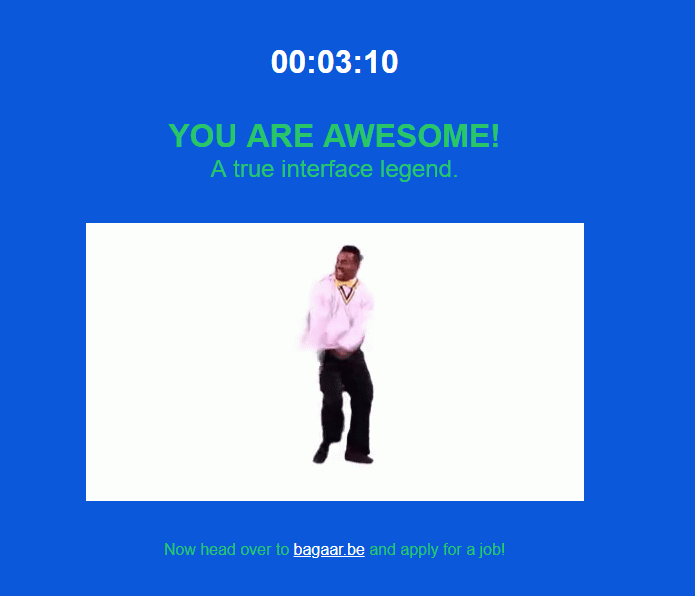 00:03:10
YOU ARE AWESOME!
A true interface legend.
Now head over to bagaar.be and apply for a job!